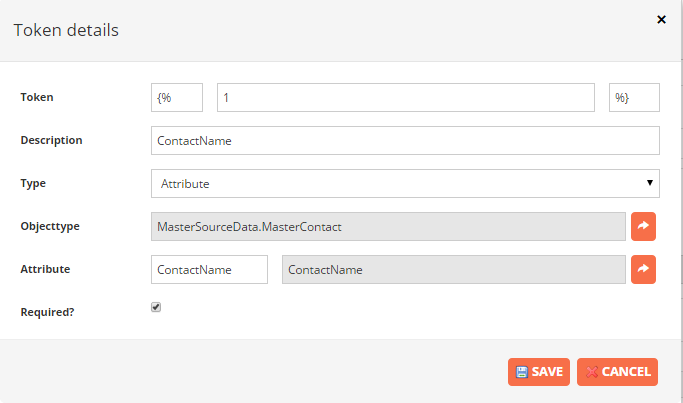 Token details
Token {% 1 %}
Description ContactName
Type Attribute
Objecttype MasterSourceData.MasterContact
Attribute ContactName ContactName
Required?
SAVE CANCEL